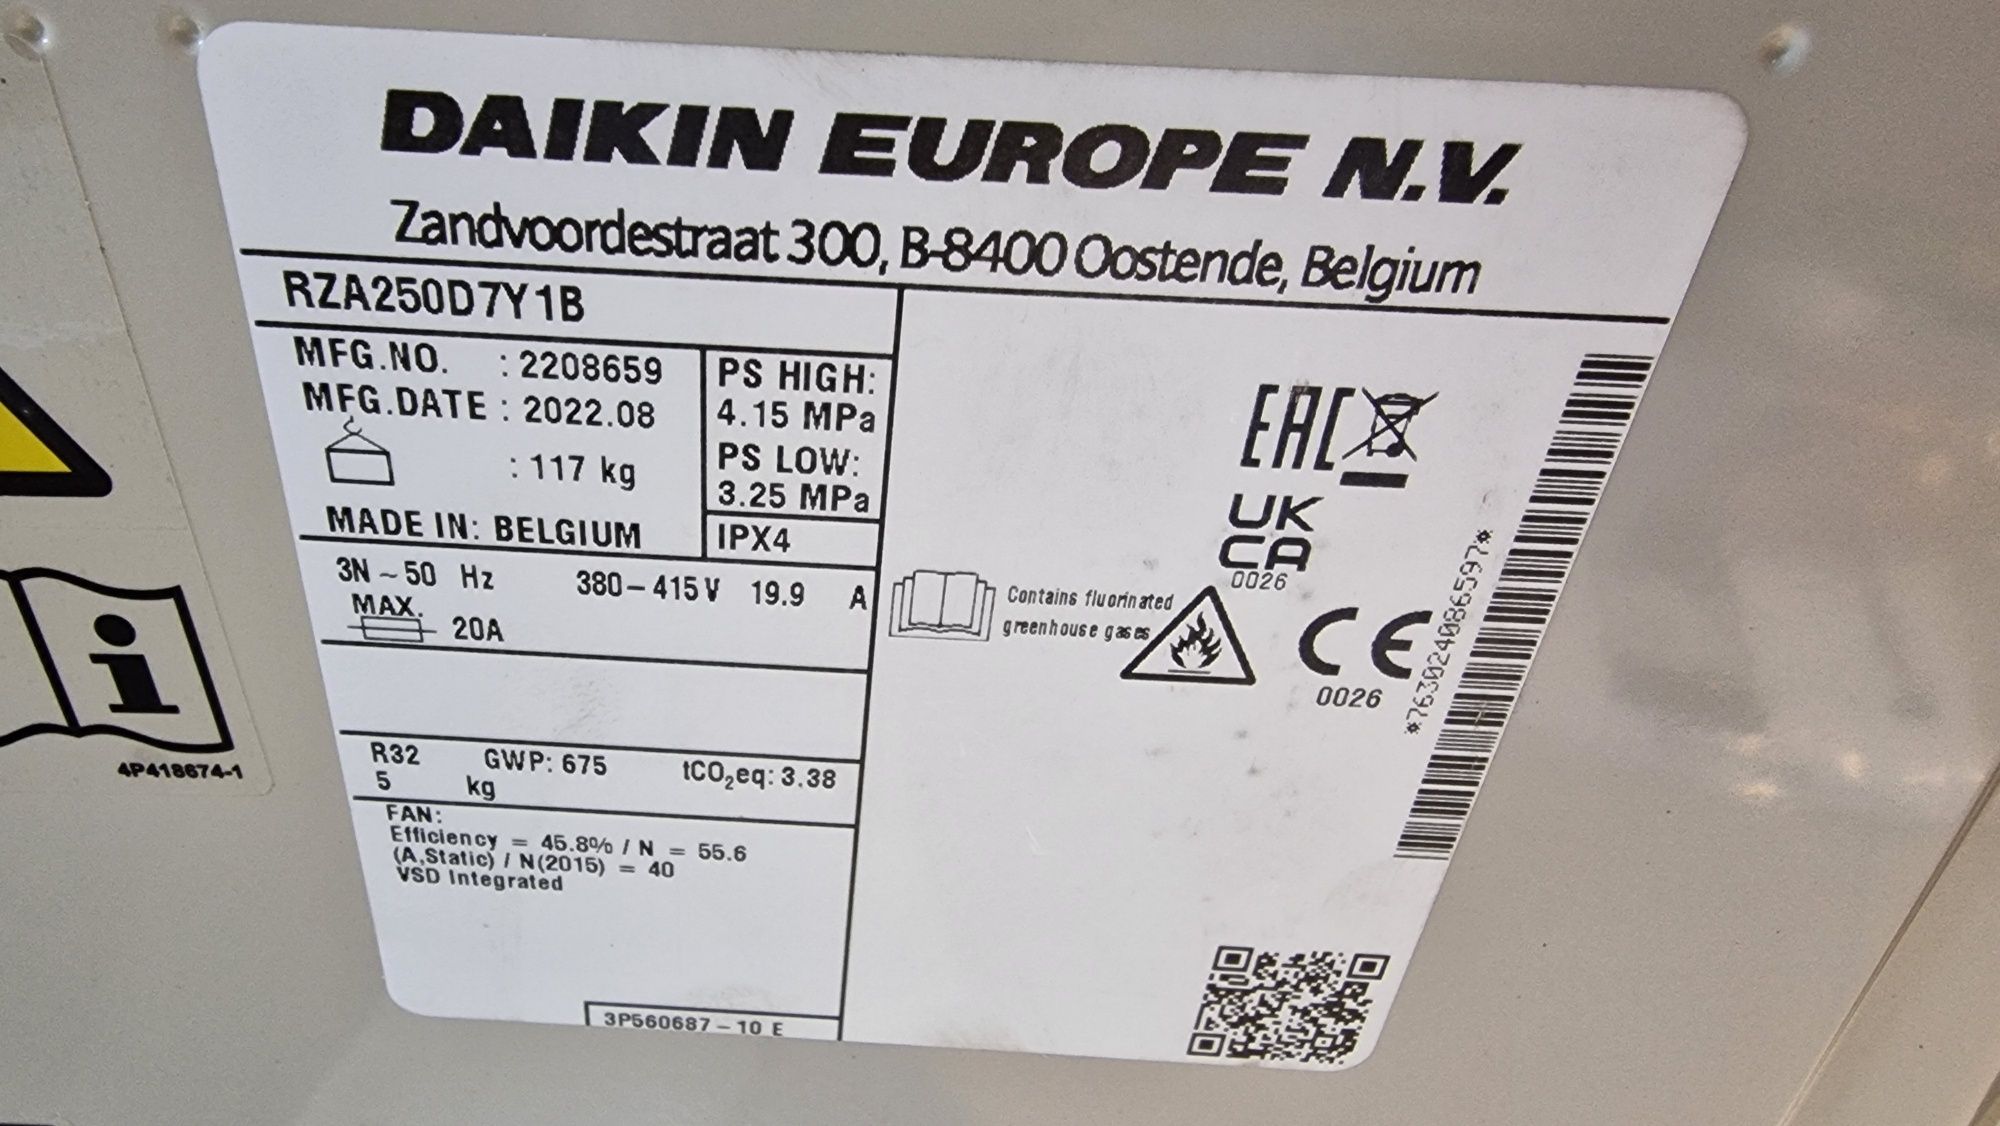 DAIKIN EUROPE N.V.
Zandvoordestraat 300, B-8400 Oostende, Belgium
RZA250D7Y1B
MFG.NO. : 2208659
MFG.DATE : 2022.08
: 117 kg
MADE IN: BELGIUM
PS HIGH:
4.15 MPa
PS LOW:
3.25 MPa
IPX4
3N ~ 50 Hz 380-415 V 19.9 A
MAX.
20A
R32 GWP: 675 tCO₂eq: 3.38
5 kg
FAN:
Efficiency = 45.8% / N = 55.6
(A,Static) / N(2015) = 40
VSD Integrated
3P560687-10 E
Contains fluorinated
greenhouse gases
EAC
UK
CA
0026
CE
0026
*763024086597*
i
4P418674-1